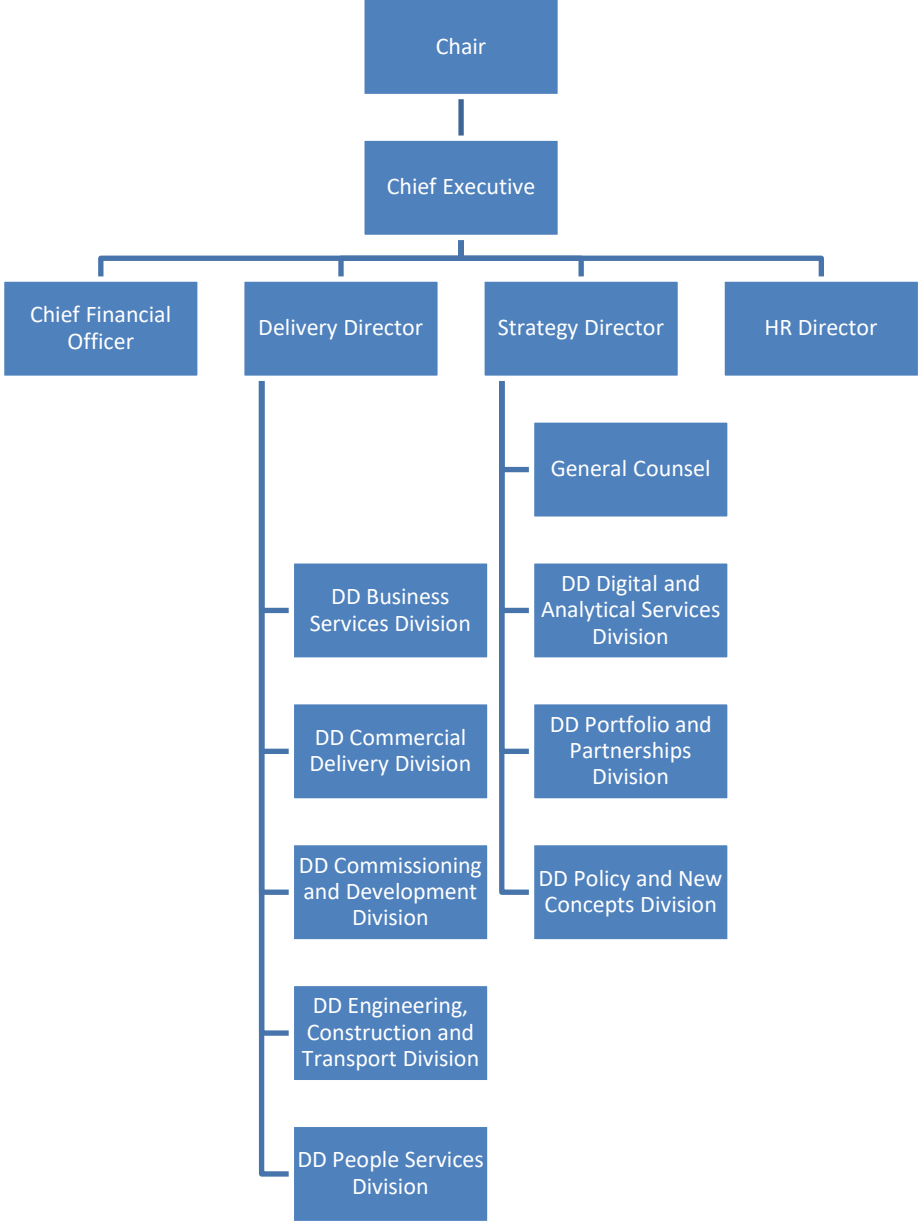 Chair
Chief Executive
Chief Financial
Officer
Delivery Director
Strategy Director
HR Director
General Counsel
DD Business
Services Division
DD Digital and
Analytical Services
Division
DD Commercial
Delivery Division
DD Portfolio and
Partnerships
Division
DD Commissioning
and Development
Division
DD Policy and New
Concepts Division
DD Engineering,
Construction and
Transport Division
DD People Services
Division